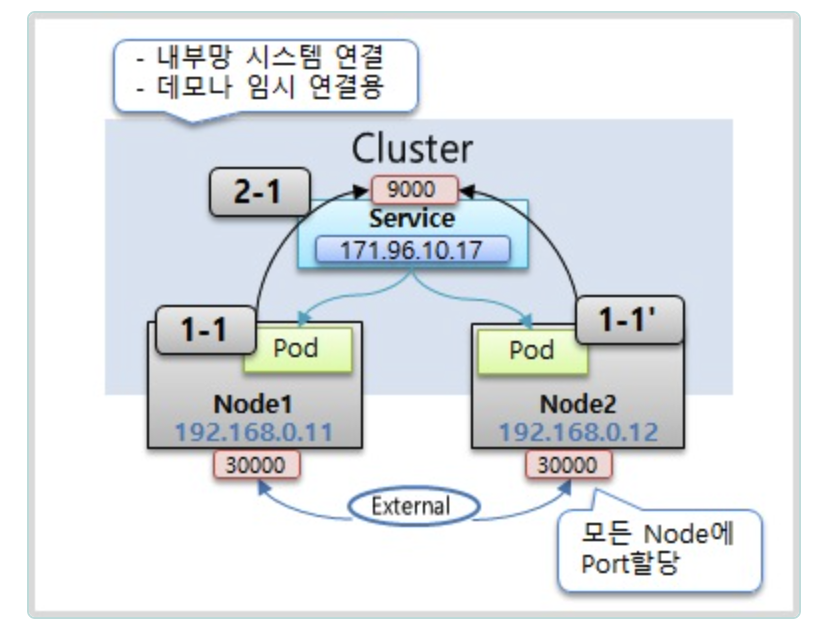 - 내부망 시스템 연결
- 데모나 임시 연결용
Cluster
2-1
9000
Service
171.96.10.17
1-1
1-1'
Pod
Pod
Node1
192.168.0.11
Node2
192.168.0.12
30000
30000
External
모든 Node에
Port할당